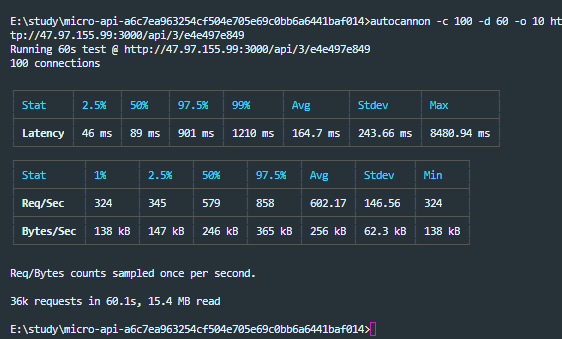 E:\study\micro-api-a6c7ea963254cf504e705e69c0bb6a6441baf014>autocannon -c 100 -d 60 -o 10 ht
tp://47.97.155.99:3000/api/3/e4e497e849
Running 60s test @ http://47.97.155.99:3000/api/3/e4e497e849
100 connections
Stat 2.5% 50% 97.5% 99% Avg Stdev Max
Latency 46 ms 89 ms 901 ms 1210 ms 164.7 ms 243.66 ms 8480.94 ms
Stat 1% 2.5% 50% 97.5% Avg Stdev Min
Req/Sec 324 345 579 858 602.17 146.56 324
Bytes/Sec 138 kB 147 kB 246 kB 365 kB 256 kB 62.3 kB 138 kB
Req/Bytes counts sampled once per second.
36k requests in 60.1s, 15.4 MB read
E:\study\micro-api-a6c7ea963254cf504e705e69c0bb6a6441baf014>